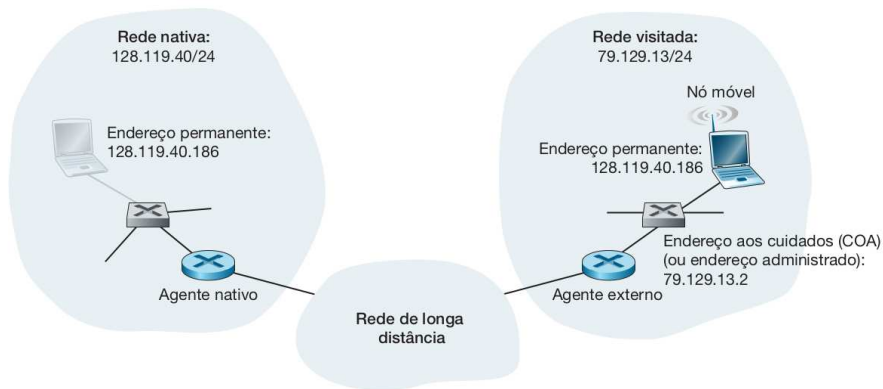 Rede nativa:
128.119.40/24
Endereço permanente:
128.119.40.186
Agente nativo
Rede de longa
distância
Rede visitada:
79.129.13/24
Nó móvel
Endereço permanente:
128.119.40.186
Endereço aos cuidados (COA)
(ou endereço administrado):
79.129.13.2
Agente externo